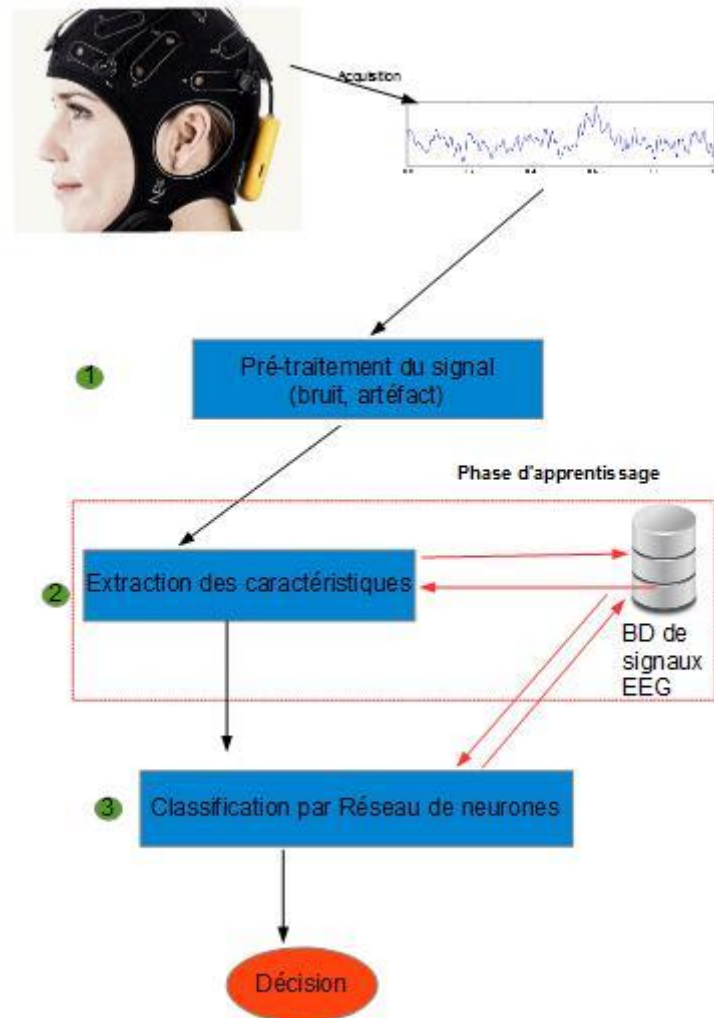 Acquisition
1
Pré-traitement du signal
(bruit, artéfact)
Phase d'apprentissage
2
Extraction des caractéristiques
BD de
signaux
EEG
3
Classification par Réseau de neurones
Décision